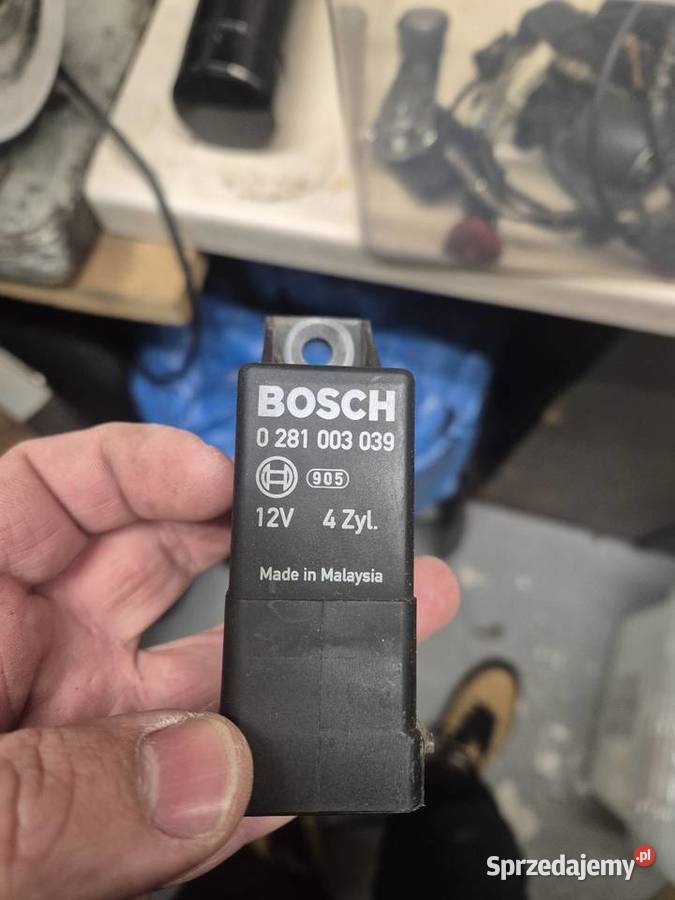 BOSCH
0 281 003 039
905
12V 4 Zyl.
Made in Malaysia
Sprzedajemy.pl